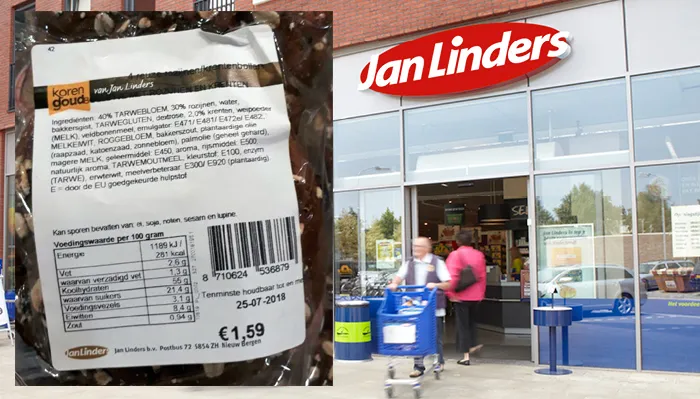 42
koren
goud
van Jan Linders
Ingrediënten: 40% TARWEBLOEM, 30% rozijnen, water,
bakkersgist, TARWEGLUTEN, dextrose, 2,0% krenten, weipoeder
(MELK), veldbonenmeel, emulgator: E471/ E481/ E472e/ E482,
MELKEIWIT, ROGGEBLOEM, bakkerszout, plantaardige olie
(raapzaad, katoenzaad, zonnebloem), palmolie (geheel gehard),
magere MELK, geleermiddel: E450, aroma, rijsmiddel: E500
natuurlijk aroma, TARWEMOUTMEEL, kleurstof: E100, enzym
(TARWE), erwtenwit, meelverbeteraar: E300/ E920 (plantaardig)
E = door de EU goedgekeurde hulpstof
Kan sporen bevatten van: ei, soja, noten, sesam en lupine.
Voedingswaarde per 100 gram
Energie 1189 kJ /
281 kcal
Vet 2,6 g
waarvan verzadigd vet 1,3 g
Koolhydraten 55 g
waarvan suikers 21,4 g
Voedingsvezels 3,1 g
Eiwitten 8,4 g
Zout 0,94 g
8 710624 536879
Tenminste houdbaar tot en met
25-07-2018
€1,59
Jan Linders
Jan Linders b.v. Postbus 72 5854 ZH Nieuw Bergen
Jan Linders